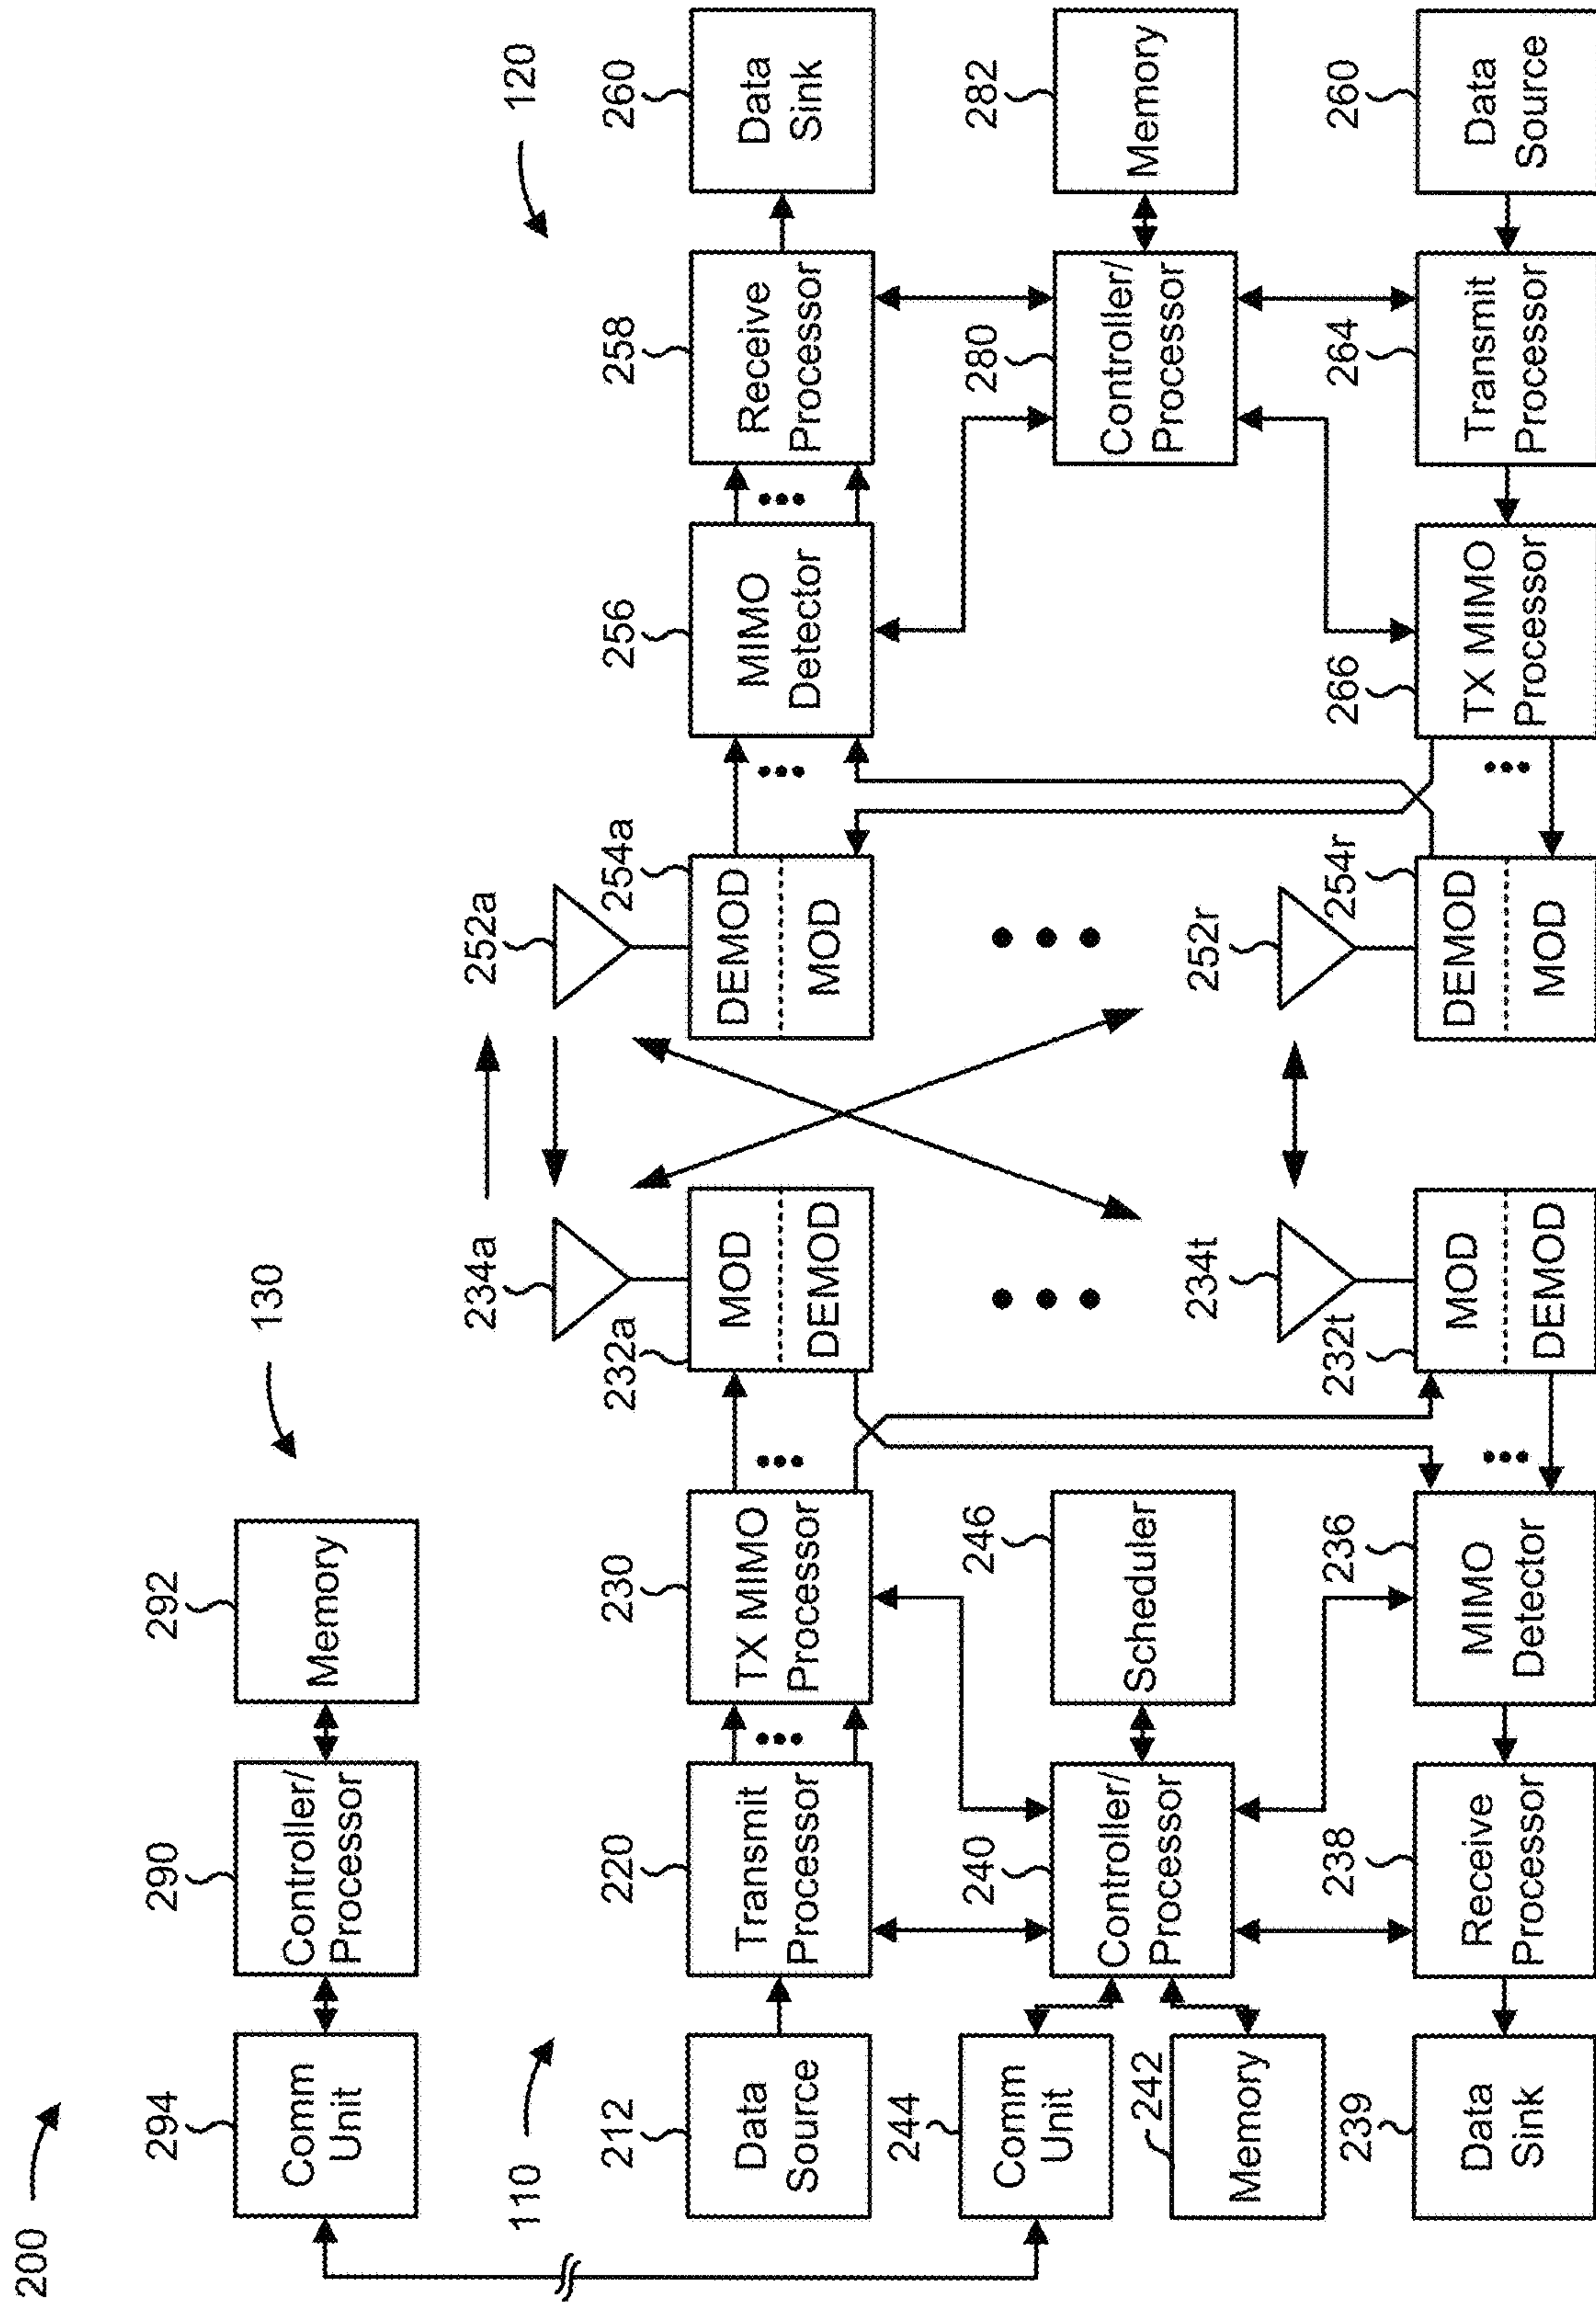 200
130
294
290
292
Comm
Unit
Controller/
Processor
Memory
110
120
212
220
230
232a
234a
252a
254a
256
258
260
Data
Source
Transmit
Processor
TX MIMO
Processor
MOD
DEMOD
DEMOD
MOD
MIMO
Detector
Receive
Processor
Data
Sink
244
Comm
Unit
242
Memory
240
Controller/
Processor
246
Scheduler
280
Controller/
Processor
282
Memory
239
238
236
232t
234t
252r
254r
266
264
260
Data
Sink
Receive
Processor
MIMO
Detector
MOD
DEMOD
DEMOD
MOD
TX MIMO
Processor
Transmit
Processor
Data
Source